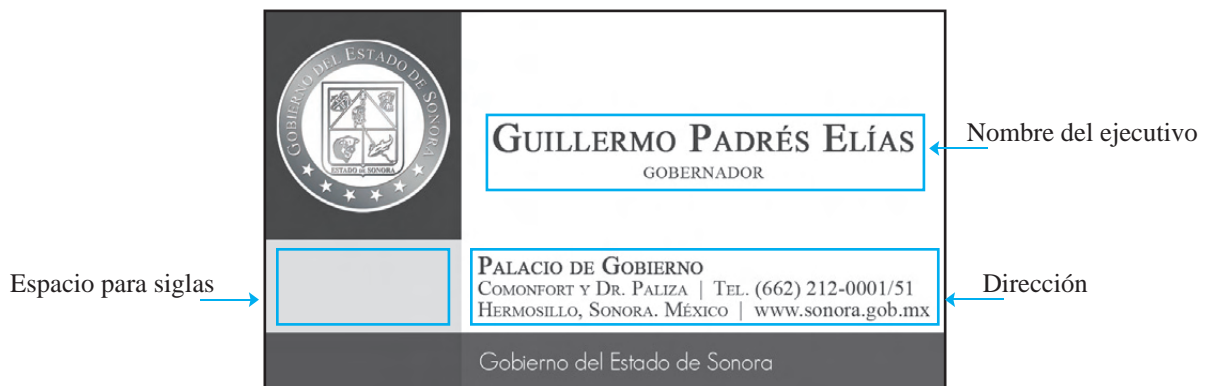 GOBIERNO DEL ESTADO DE SONORA
ESTADO DE SONORA
GUILLERMO PADRÉS ELÍAS
GOBERNADOR
Nombre del ejecutivo
Espacio para siglas
PALACIO DE GOBIERNO
COMONFORT Y DR. PALIZA | TEL. (662) 212-0001/51
HERMOSILLO, SONORA. MÉXICO | www.sonora.gob.mx
Dirección
Gobierno del Estado de Sonora